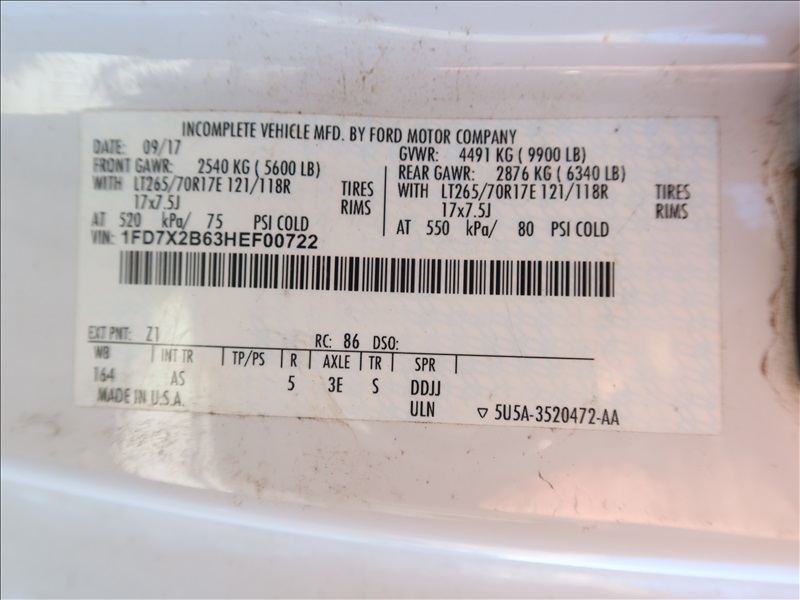 INCOMPLETE VEHICLE MFD. BY FORD MOTOR COMPANY
DATE: 09/17 GVWR: 4491 KG ( 9900 LB)
FRONT GAWR: 2540 KG ( 5600 LB) REAR GAWR: 2876 KG ( 6340 LB)
WITH LT265/70R17E 121/118R TIRES WITH LT265/70R17E 121/118R TIRES
17x7.5J RIMS 17x7.5J RIMS
AT 520 kPa/ 75 PSI COLD AT 550 kPa/ 80 PSI COLD
VIN: 1FD7X2B63HEF00722
EXT PNT: Z1 RC: 86 DSO:
WB INT TR TP/PS R AXLE TR SPR
164 AS 5 3E S DDJJ
MADE IN U.S.A. ULN ▽ 5U5A-3520472-AA